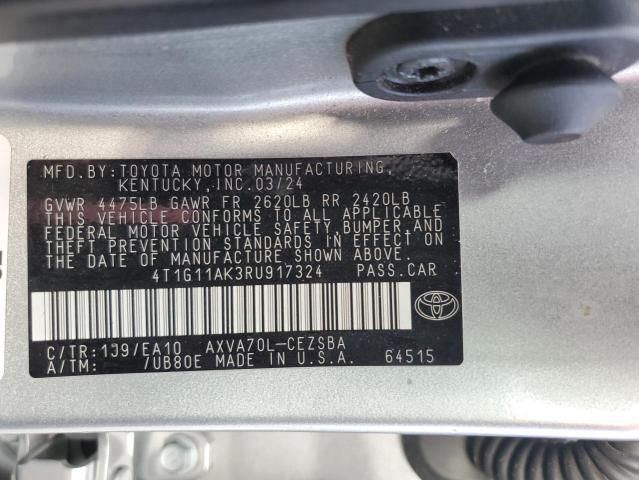 MFD.BY:TOYOTA MOTOR MANUFACTURING,
KENTUCKY,INC.03/24
GVWR 4475LB GAWR FR 2620LB RR 2420LB
THIS VEHICLE CONFORMS TO ALL APPLICABLE
FEDERAL MOTOR VEHICLE SAFETY,BUMPER,AND
THEFT PREVENTION STANDARDS IN EFFECT ON
THE DATE OF MANUFACTURE SHOWN ABOVE.
4T1G11AK3RU917324 PASS.CAR
C/TR:1J9/EA10 AXVA70L-CEZSBA
A/TM: /UB80E MADE IN U.S.A. 64515